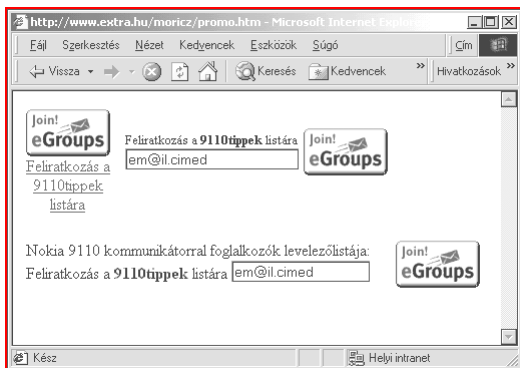 http://www.extra.hu/moricz/promo.htm - Microsoft Internet Explorer
Fájl Szerkesztés Nézet Kedvencek Eszközök Súgó Cím
Vissza Keresés Kedvencek » Hivatkozások »
Join!
eGroups
Feliratkozás a
9110tippek
listára
Feliratkozás a 9110tippek listára
em@il.cimed
Join!
eGroups
Nokia 9110 kommunikátorral foglalkozók levelezőlistája:
Feliratkozás a 9110tippek listára em@il.cimed
Join!
eGroups
Kész Helyi intranet